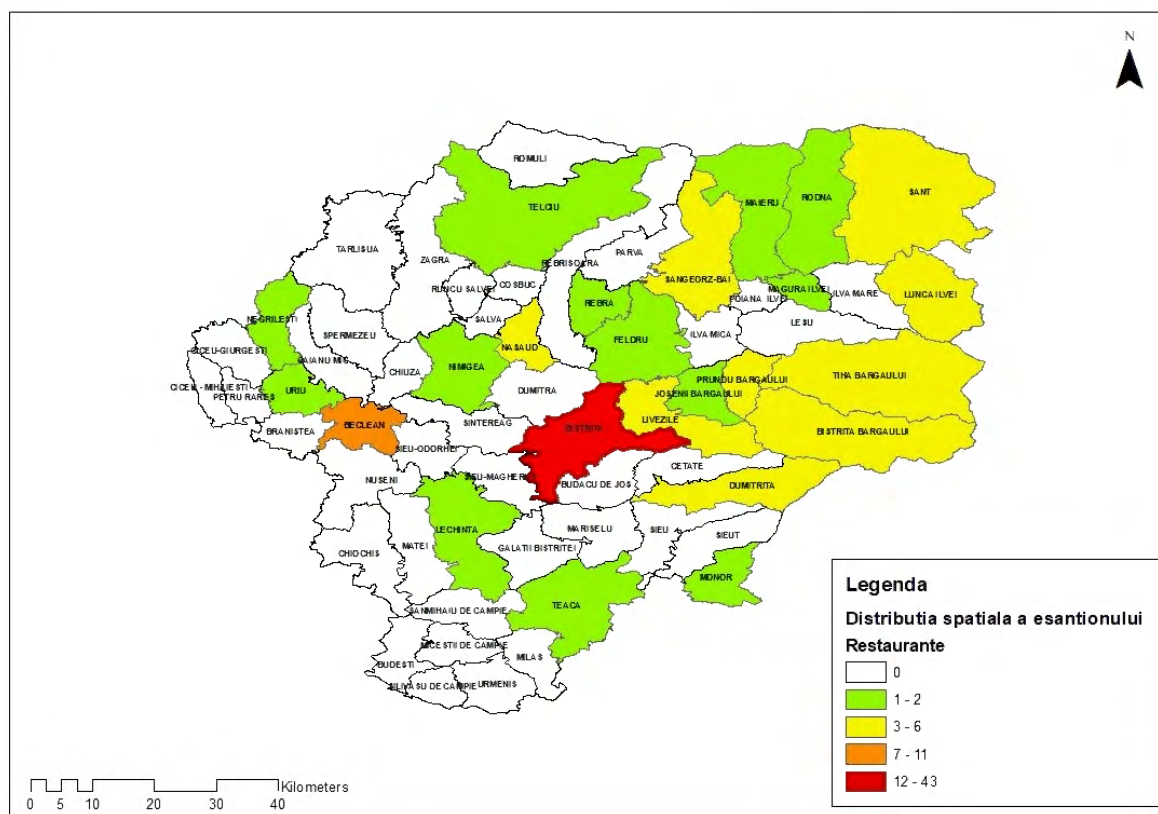 N
ROMULI
TELCIU
MAIERU
RODNA
SANT
TARLISUA
ZAGRA
REBRISOARA
PARVA
SANGEORZ-BAI
RUNCU SALVEI
COSBUC
REBRA
POIANA ILVEI
MAGURA ILVEI
ILVA MARE
LUNCA ILVEI
NEGRILESTI
SPERMEZEU
SALVA
NASAUD
FELDRU
ILVA MICA
LESU
CICEU-GIURGESTI
CAIANU MIC
CHIUZA
NIMIGEA
DUMITRA
PRUNDU BARGAULUI
TIHA BARGAULUI
CICEU - MIHAIESTI
PETRU RARES
URIU
JOSENII BARGAULUI
BRANISTEA
BECLEAN
SINTEREAG
BISTRITA
LIVEZILE
BISTRITA BARGAULUI
SIEU-ODORHEI
SIEU-MAGHERUS
CETATE
NUSENI
BUDACU DE JOS
DUMITRITA
LECHINTA
MARISELU
SIEU
SIEUT
CHIOCHIS
MATEI
GALATII BISTRITEI
MONOR
SANMIHAIU DE CAMPIE
TEACA
MICESTII DE CAMPIE
BUDESTI
MILAS
SILIVASU DE CAMPIE
URMENIS
Legenda
Distributia spatiala a esantionului
Restaurante
0
1 - 2
3 - 6
7 - 11
12 - 43
Kilometers
0 5 10 20 30 40